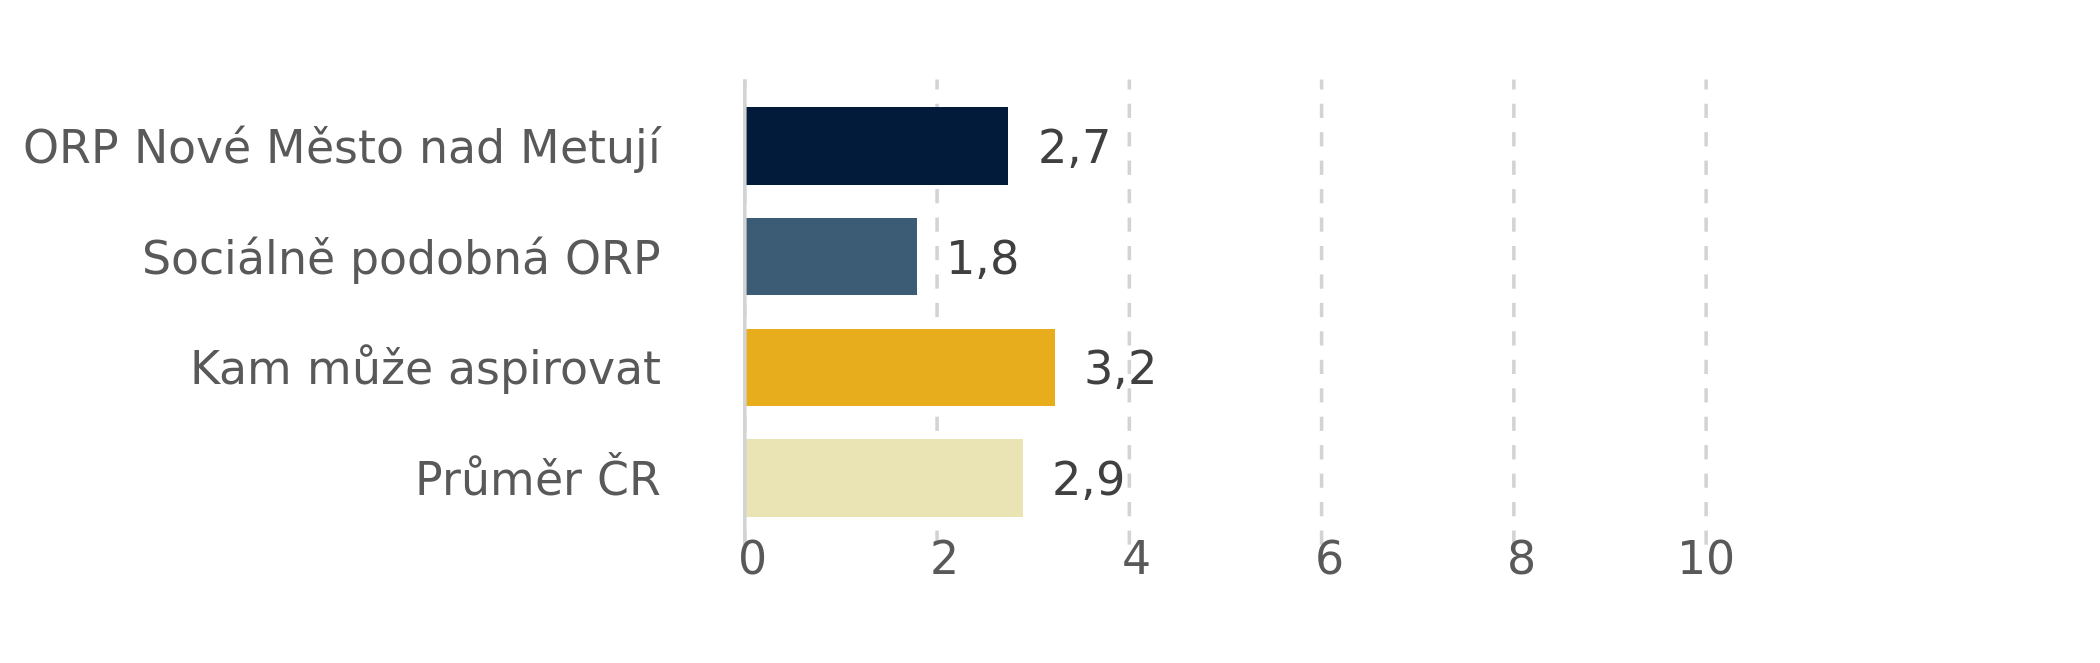 ORP Nové Město nad Metují 2,7
Sociálně podobná ORP 1,8
Kam může aspirovat 3,2
Průměr ČR 2,9
0 2 4 6 8 10